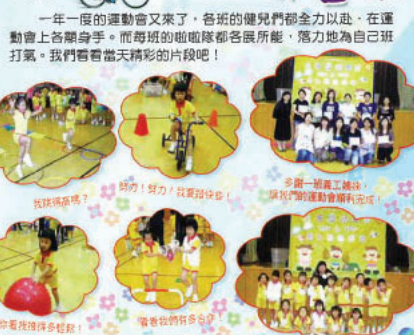 一年一度的運動會又來了，各班的健兒們都全力以赴，在運
動會上各顯身手。而每班的啦啦隊都各展所能，落力地為自己班
打氣。我們看看當天精彩的片段吧！
我跳得高嗎？
努力！努力！我要踏快些！
多謝一班義工姨姨，
讓我們的運動會順利完成！
你看我推得多輕鬆！
看看我們有多合作！